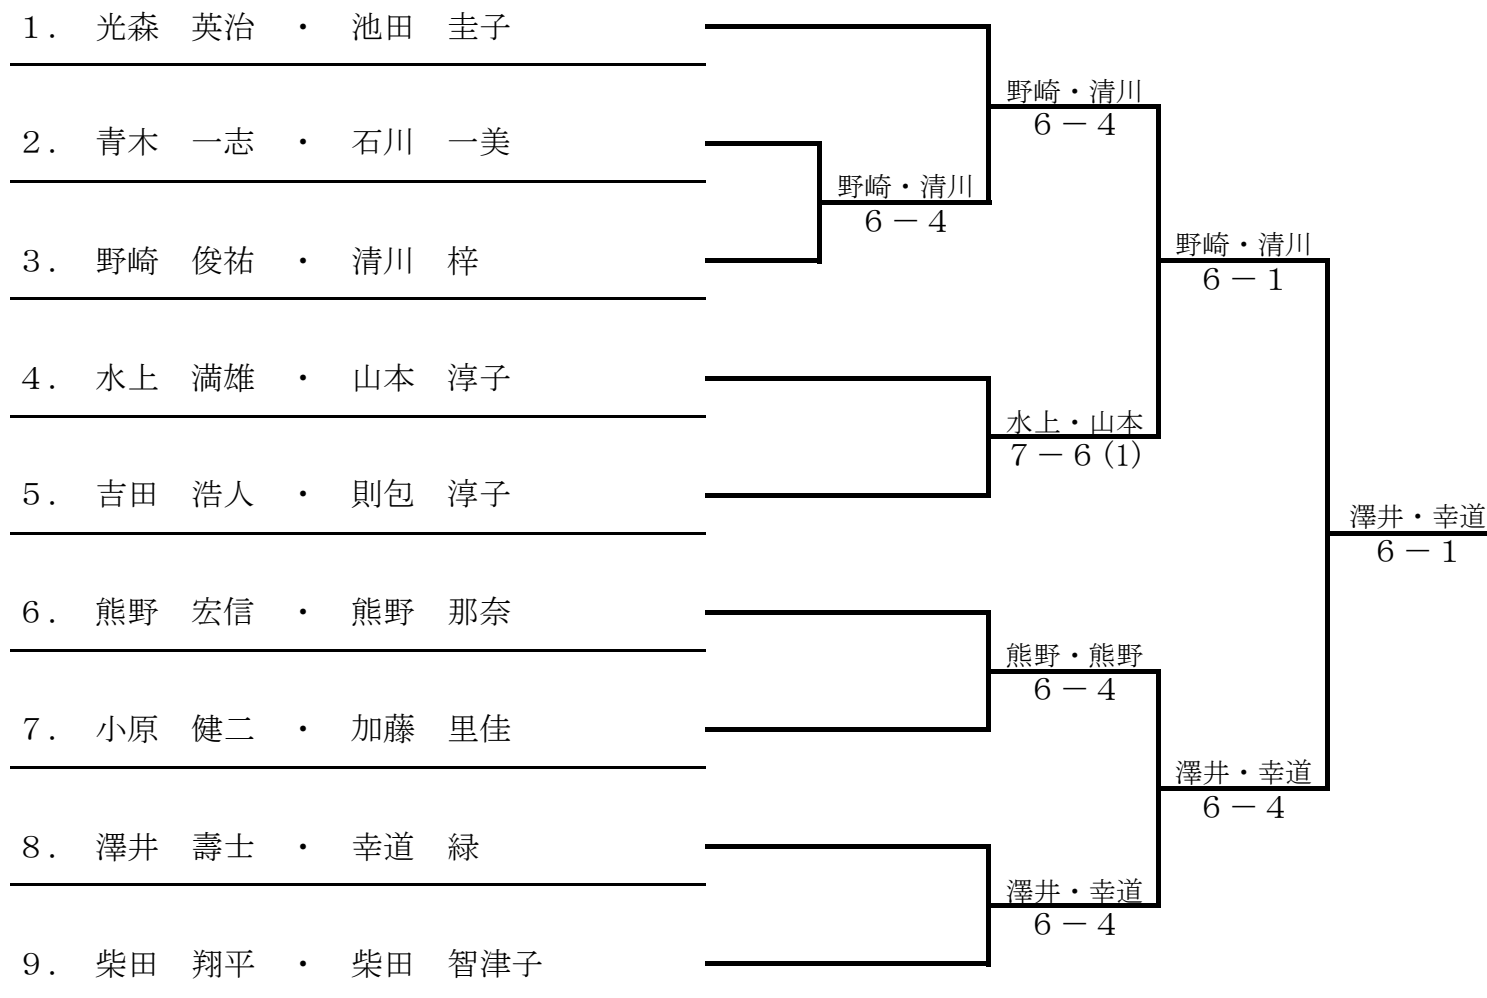 １． 光森　英治　・　池田　圭子
２． 青木　一志　・　石川　一美
３． 野崎　俊祐　・　清川　梓
４． 水上　満雄　・　山本　淳子
５． 吉田　浩人　・　則包　淳子
６． 熊野　宏信　・　熊野　那奈
７． 小原　健二　・　加藤　里佳
８． 澤井　壽士　・　幸道　緑
９． 柴田　翔平　・　柴田　智津子
野崎・清川
６－４
野崎・清川
６－４
水上・山本
７－６(1)
熊野・熊野
６－４
澤井・幸道
６－４
野崎・清川
６－１
澤井・幸道
６－４
澤井・幸道
６－１